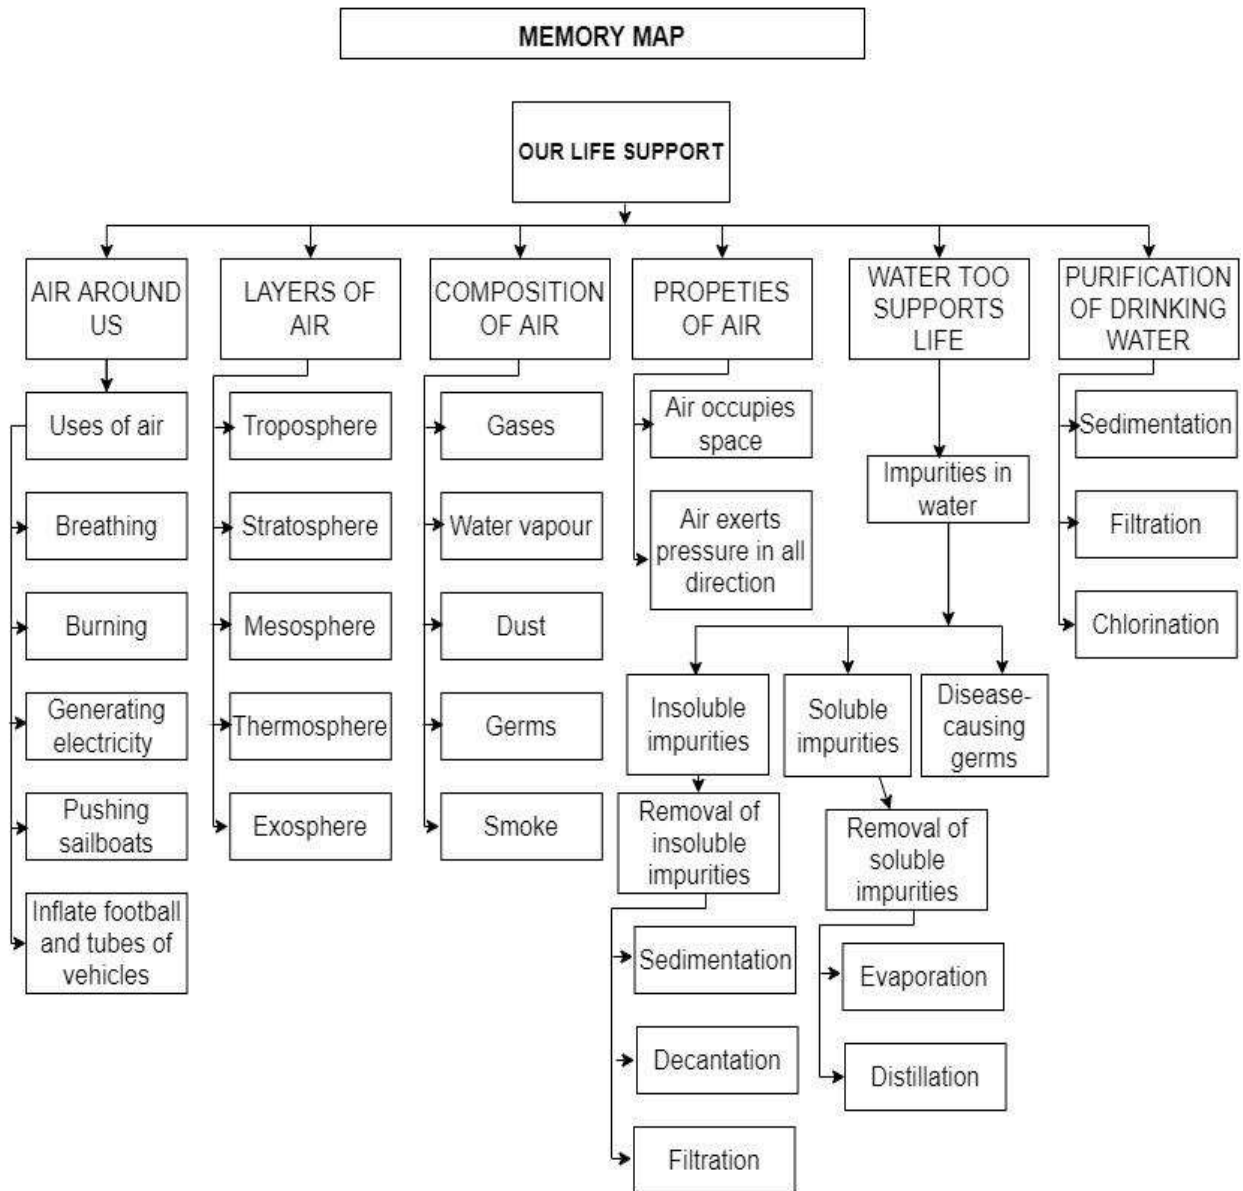 MEMORY MAP
OUR LIFE SUPPORT
AIR AROUND
US
LAYERS OF
AIR
COMPOSITION
OF AIR
PROPETIES
OF AIR
WATER TOO
SUPPORTS
LIFE
PURIFICATION
OF DRINKING
WATER
Uses of air
Breathing
Burning
Generating
electricity
Pushing
sailboats
Inflate football
and tubes of
vehicles
Troposphere
Stratosphere
Mesosphere
Thermosphere
Exosphere
Gases
Water vapour
Dust
Germs
Smoke
Air occupies
space
Air exerts
pressure in all
direction
Impurities in
water
Insoluble
impurities
Removal of
insoluble
impurities
Sedimentation
Decantation
Filtration
Soluble
impurities
Removal of
soluble
impurities
Evaporation
Distillation
Disease-
causing
germs
Sedimentation
Filtration
Chlorination